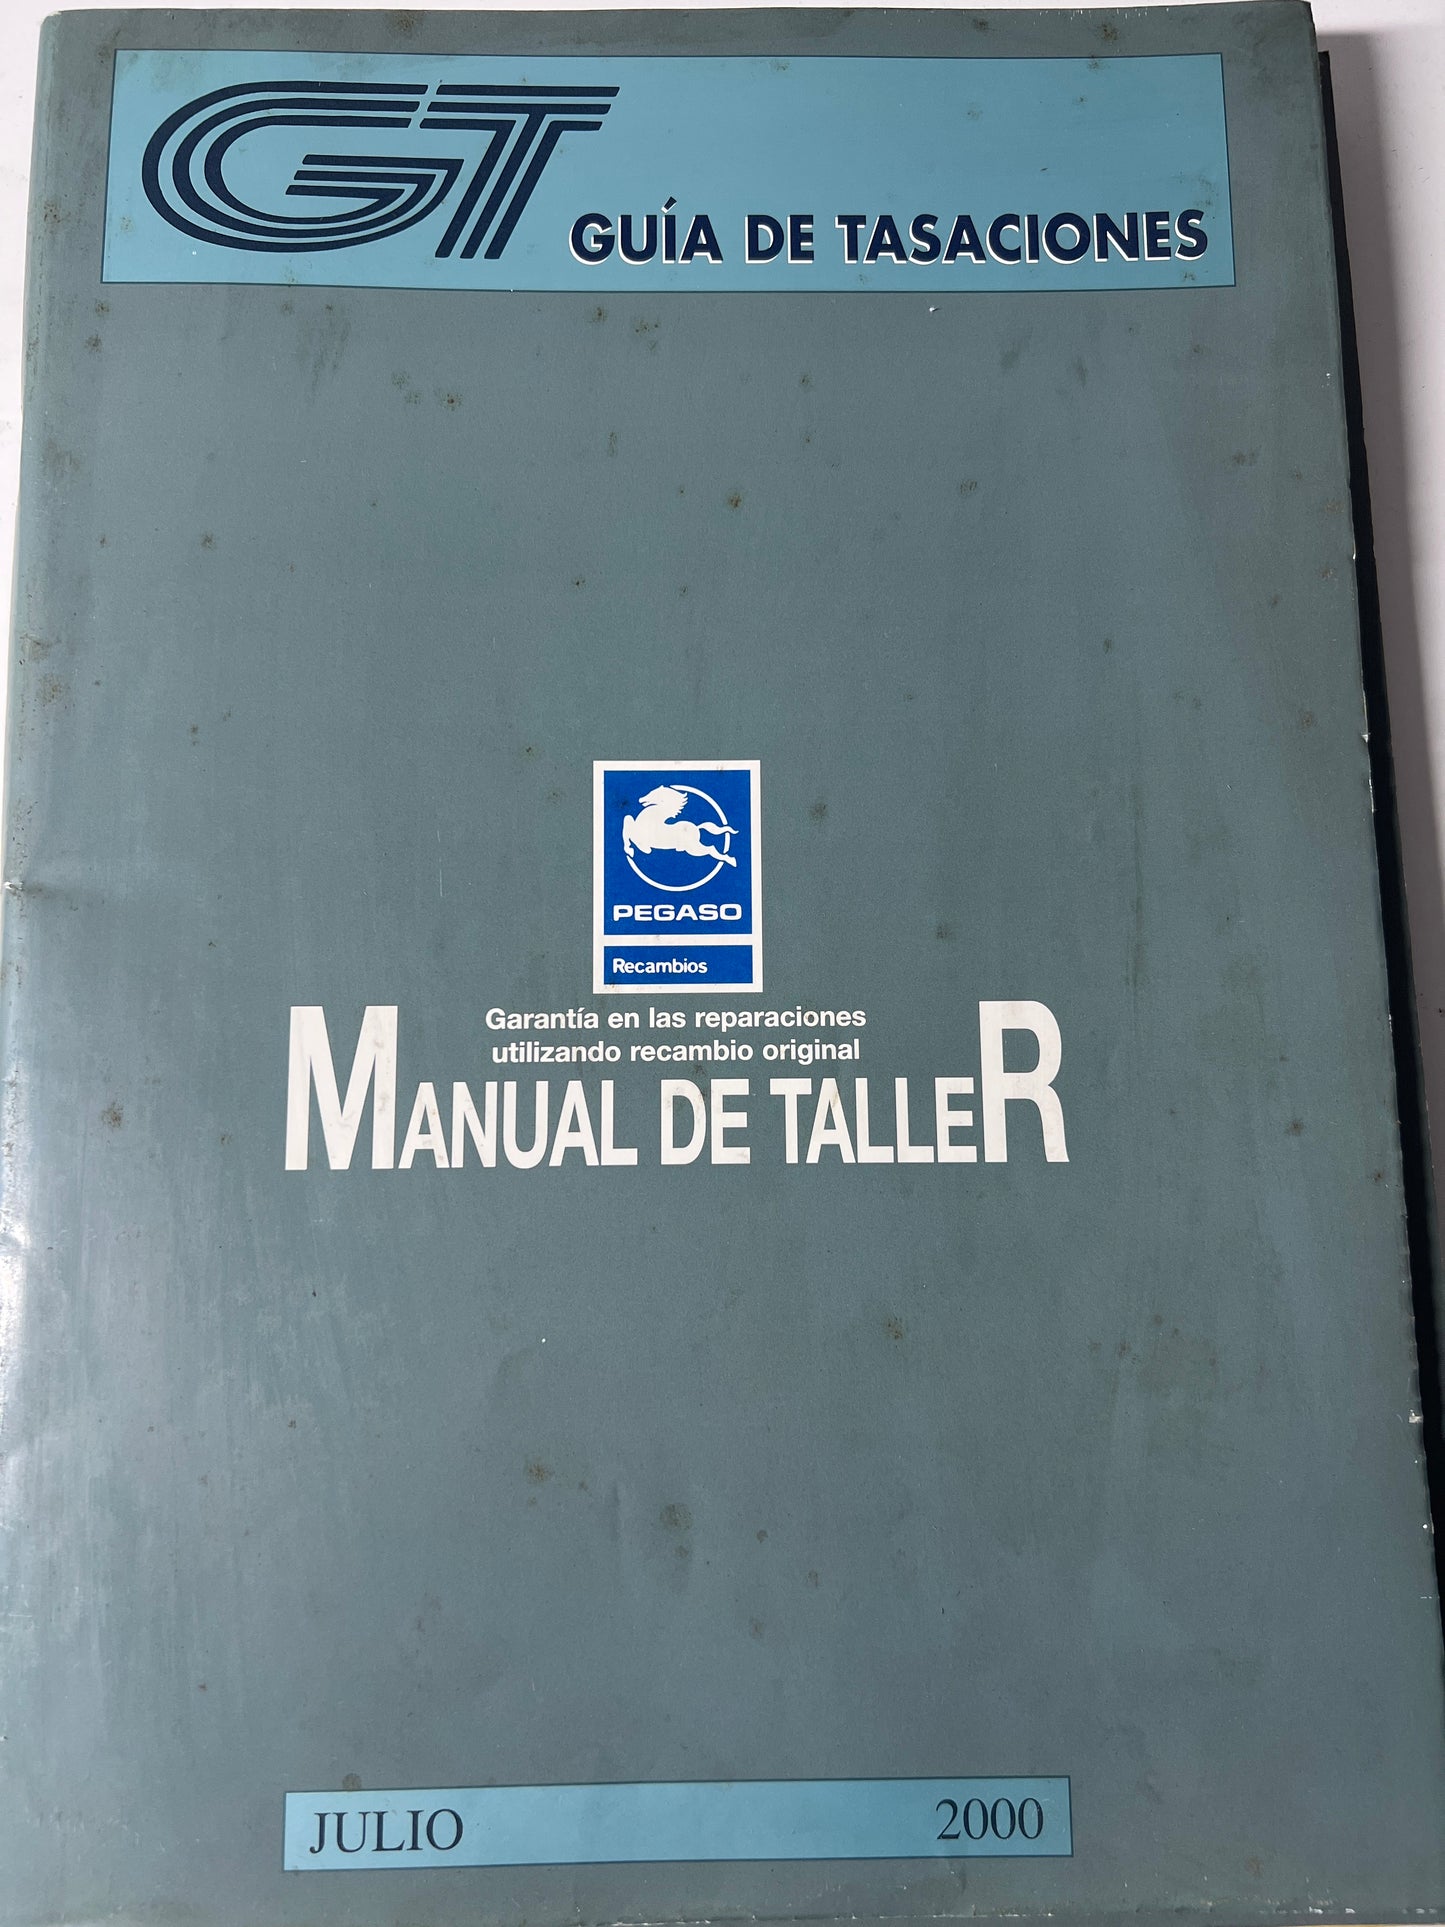 GT GUÍA DE TASACIONES
PEGASO
Recambios
Garantía en las reparaciones
utilizando recambio original
MANUAL DE TALLER
JULIO 2000